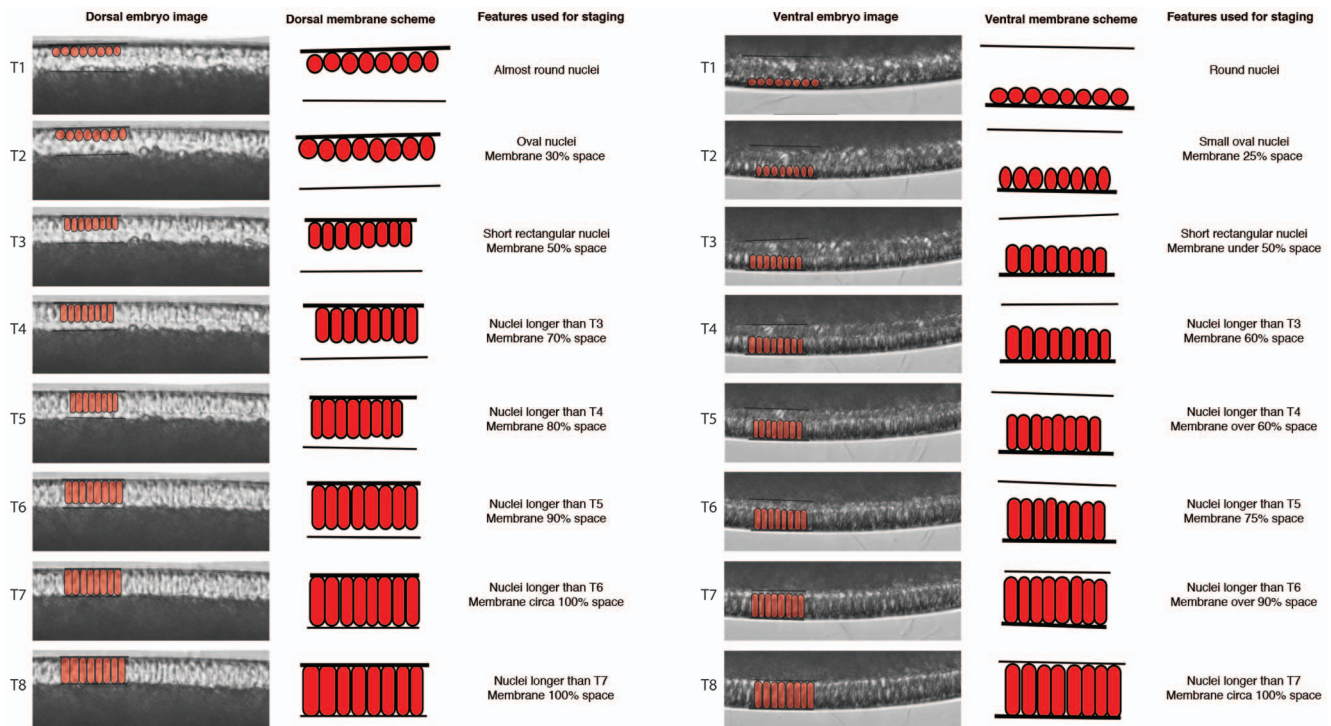 Dorsal embryo image
Dorsal membrane scheme
Features used for staging
Ventral embryo image
Ventral membrane scheme
Features used for staging
T1
Almost round nuclei
T1
Round nuclei
T2
Oval nuclei
Membrane 30% space
T2
Small oval nuclei
Membrane 25% space
T3
Short rectangular nuclei
Membrane 50% space
T3
Short rectangular nuclei
Membrane under 50% space
T4
Nuclei longer than T3
Membrane 70% space
T4
Nuclei longer than T3
Membrane 60% space
T5
Nuclei longer than T4
Membrane 80% space
T5
Nuclei longer than T4
Membrane over 60% space
T6
Nuclei longer than T5
Membrane 90% space
T6
Nuclei longer than T5
Membrane 75% space
T7
Nuclei longer than T6
Membrane circa 100% space
T7
Nuclei longer than T6
Membrane over 90% space
T8
Nuclei longer than T7
Membrane 100% space
T8
Nuclei longer than T7
Membrane circa 100% space